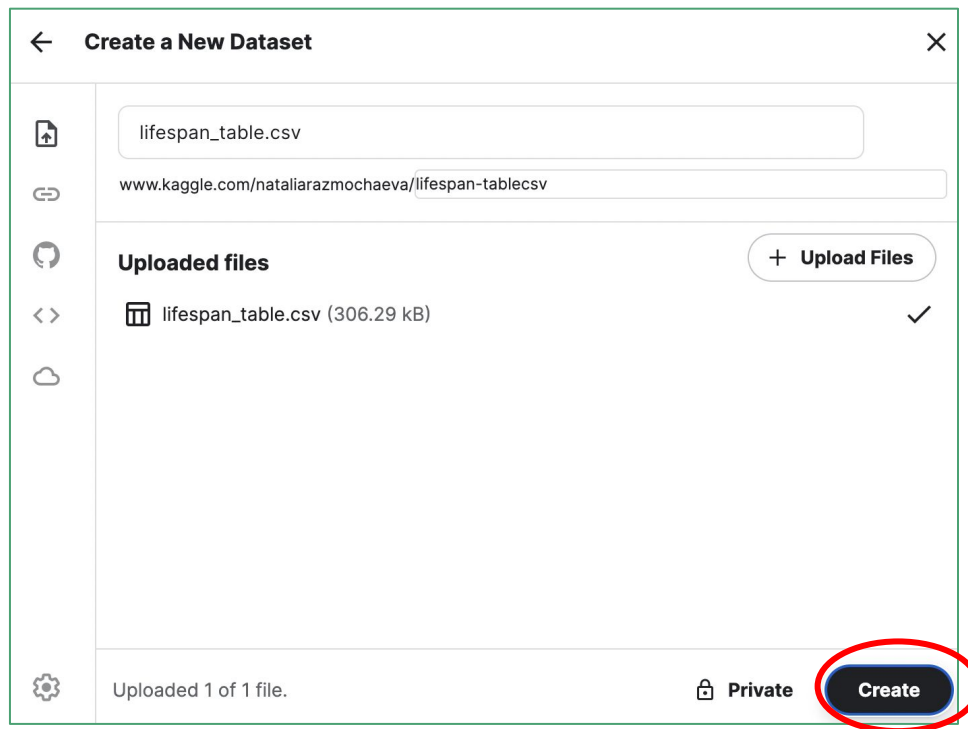 Create a New Dataset
lifespan_table.csv
www.kaggle.com/nataliarazmochaeva/lifespan-tablecsv
Uploaded files
+ Upload Files
lifespan_table.csv (306.29 kB)
Uploaded 1 of 1 file.
Private
Create